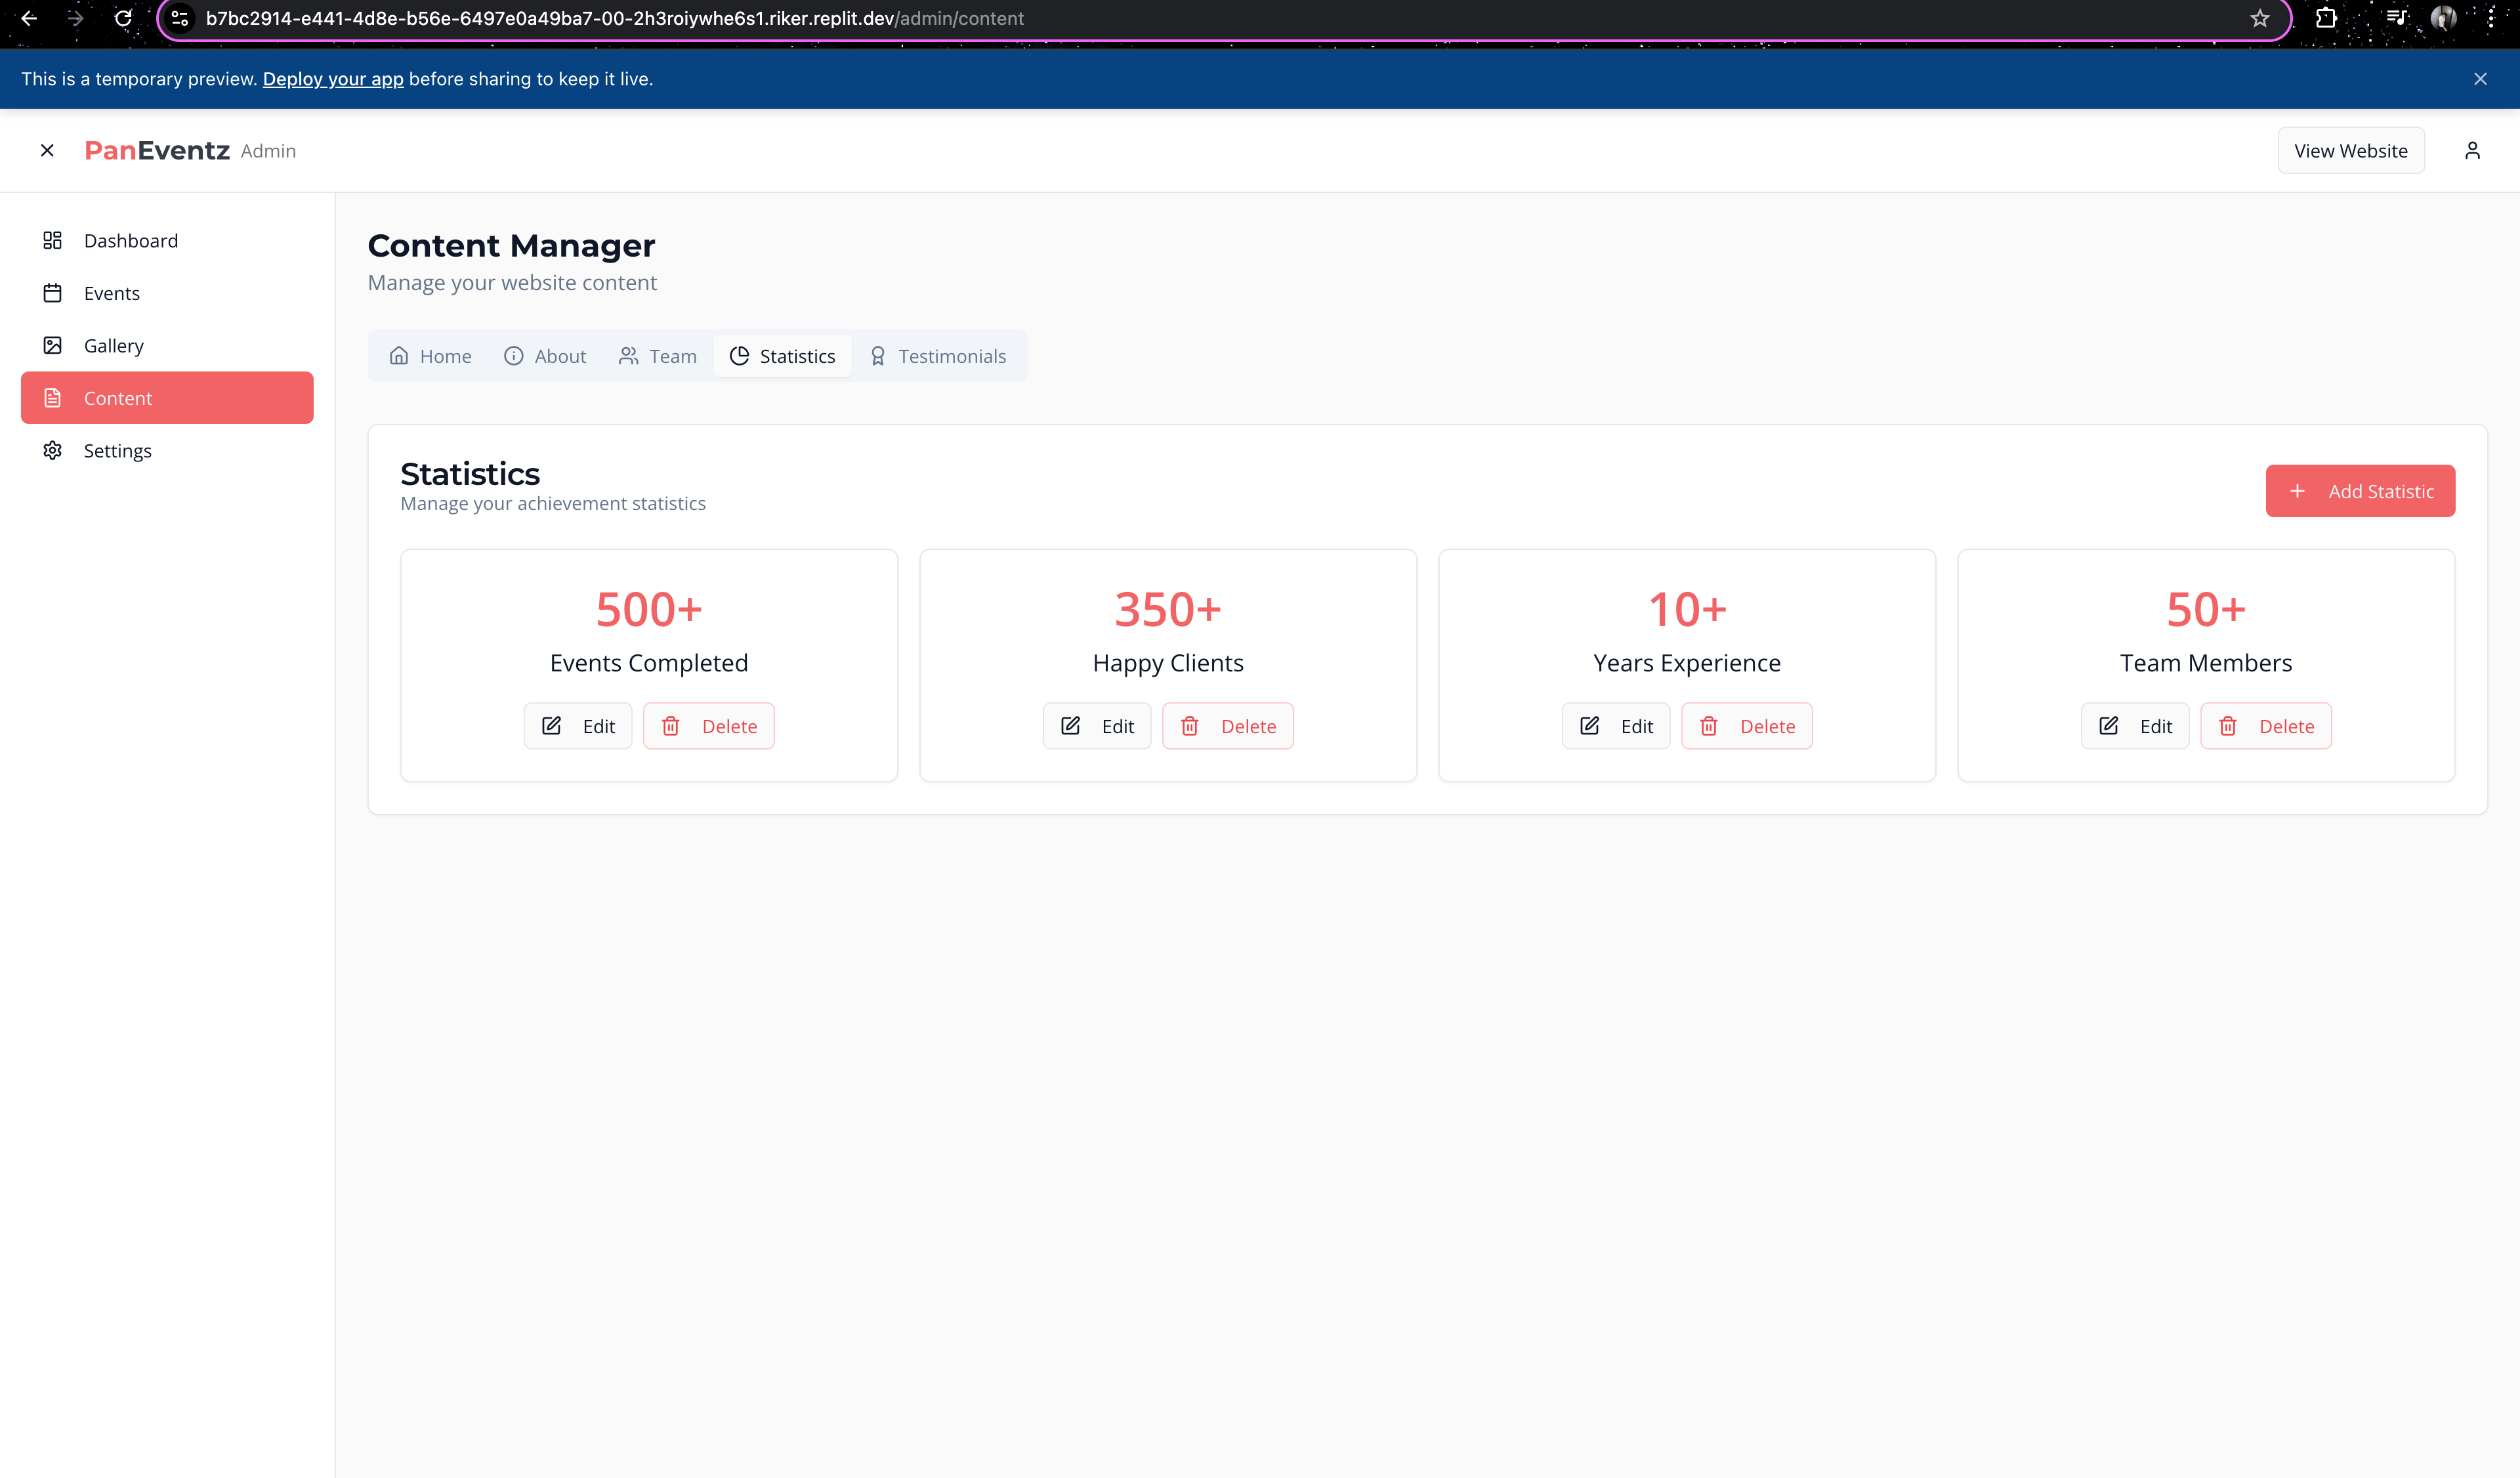 b7bc2914-e441-4d8e-b56e-6497e0a49ba7-00-2h3roiywhe6s1.riker.replit.dev/admin/content
This is a temporary preview. Deploy your app before sharing to keep it live.
PanEventz Admin
View Website
Dashboard
Events
Gallery
Content
Settings
Content Manager
Manage your website content
Home About Team Statistics Testimonials
Statistics
Manage your achievement statistics
Add Statistic
500+
Events Completed
Edit Delete
350+
Happy Clients
Edit Delete
10+
Years Experience
Edit Delete
50+
Team Members
Edit Delete